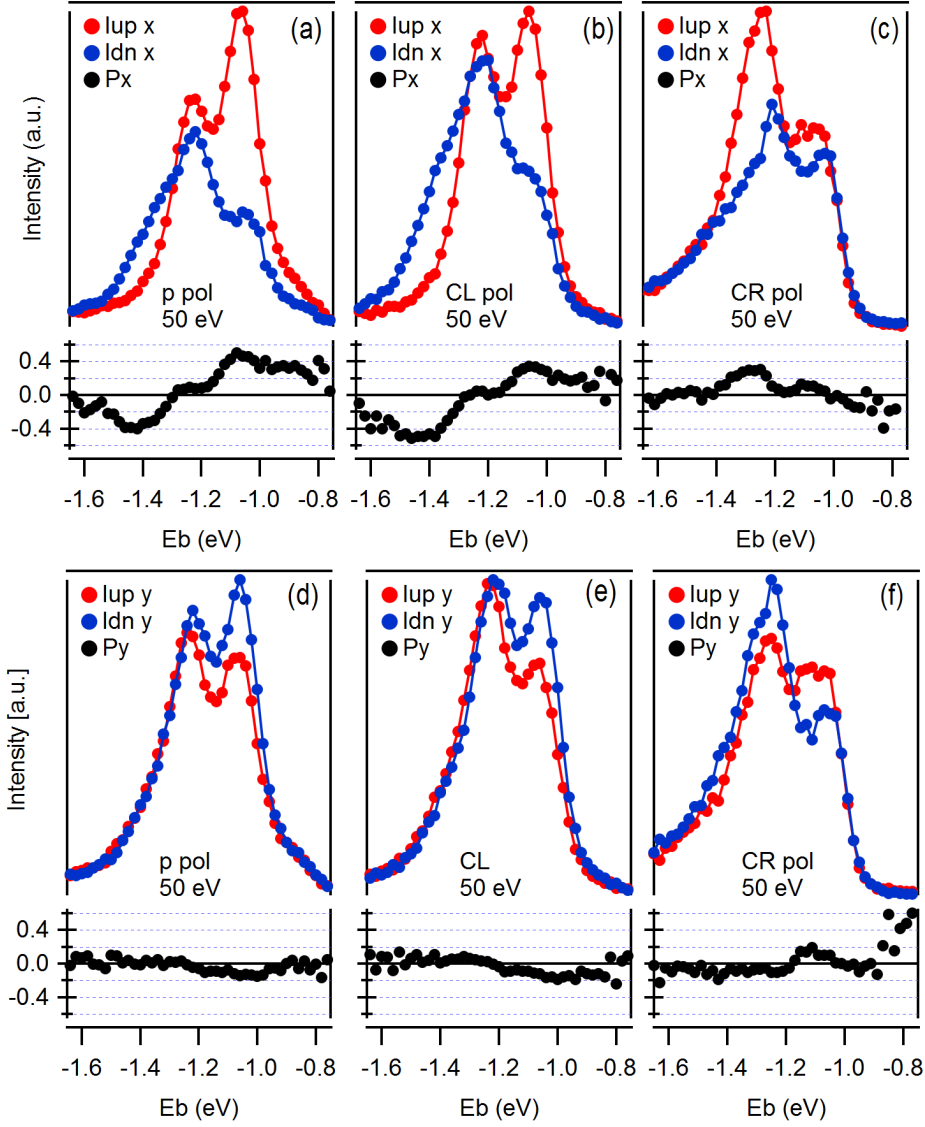 (a)
Iup x
Idn x
Px
p pol
50 eV
(b)
Iup x
Idn x
Px
CL pol
50 eV
(c)
Iup x
Idn x
Px
CR pol
50 eV
Intensity (a.u.)
0.4
0.0
-0.4
-1.6 -1.4 -1.2 -1.0 -0.8
-1.6 -1.4 -1.2 -1.0 -0.8
-1.6 -1.4 -1.2 -1.0 -0.8
Eb (eV)
Eb (eV)
Eb (eV)
(d)
Iup y
Idn y
Py
p pol
50 eV
(e)
Iup y
Idn y
Py
CL
50 eV
(f)
Iup y
Idn y
Py
CR pol
50 eV
Intensity [a.u.]
0.4
0.0
-0.4
-1.6 -1.4 -1.2 -1.0 -0.8
-1.6 -1.4 -1.2 -1.0 -0.8
-1.6 -1.4 -1.2 -1.0 -0.8
Eb (eV)
Eb (eV)
Eb (eV)